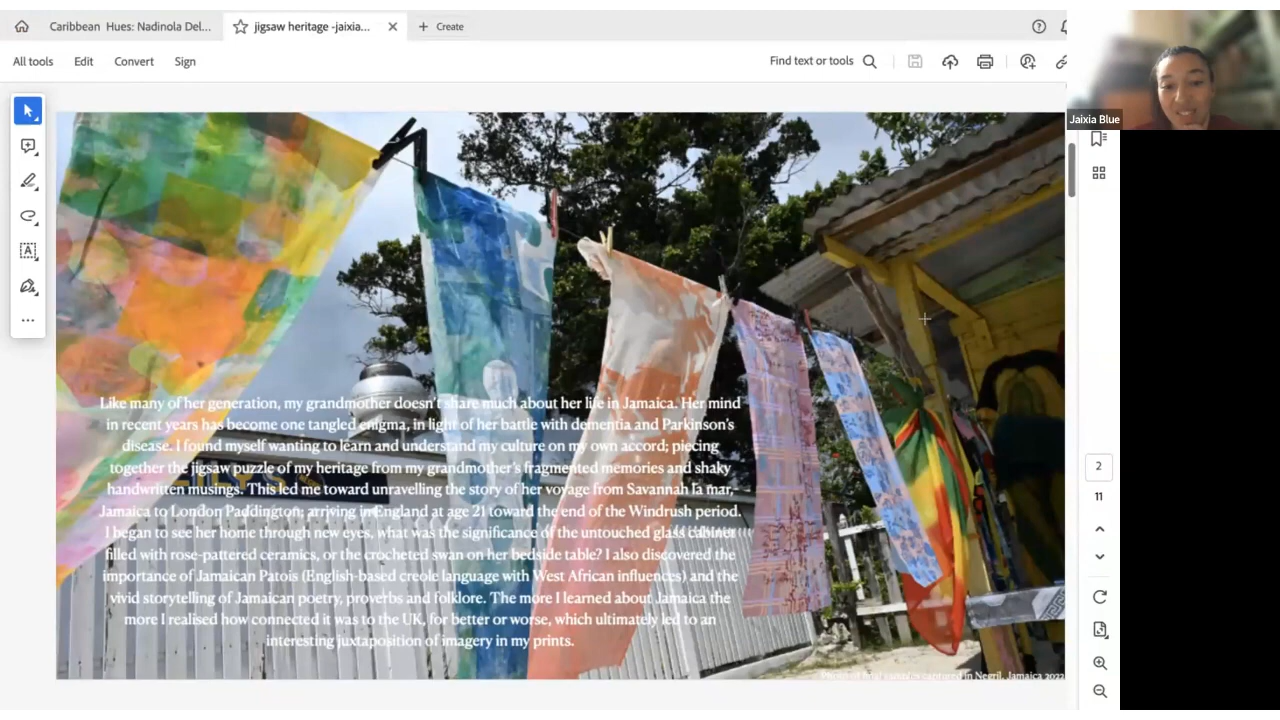 Caribbean Hues: Nadinola Del...
jigsaw heritage -jaixia...
Create
All tools
Edit
Convert
Sign
Find text or tools
Jaixia Blue
Like many of her generation, my grandmother doesn't share much about her life in Jamaica. Her mind
in recent years has become one tangled enigma, in light of her battle with dementia and Parkinson's
disease. I found myself wanting to learn and understand my culture on my own accord; piecing
together the jigsaw puzzle of my heritage from my grandmother's fragmented memories and shaky
handwritten musings. This led me toward unravelling the story of her voyage from Savannah la mar,
Jamaica to London Paddington; arriving in England at age 21 toward the end of the Windrush period.
I began to see her home through new eyes, what was the significance of the untouched glass cabinet
filled with rose-pattered ceramics, or the crocheted swan on her bedside table? I also discovered the
importance of Jamaican Patois (English-based creole language with West African influences) and the
vivid storytelling of Jamaican poetry, proverbs and folklore. The more I learned about Jamaica the
more I realised how connected it was to the UK, for better or worse, which ultimately led to an
interesting juxtaposition of imagery in my prints.
captured in Negril, Jamaica 2022
2
11